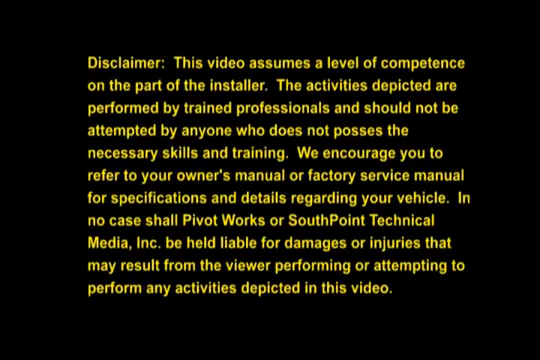 Disclaimer:  This video assumes a level of competence
on the part of the installer.  The activities depicted are
performed by trained professionals and should not be
attempted by anyone who does not posses the
necessary skills and training.  We encourage you to
refer to your owner's manual or factory service manual
for specifications and details regarding your vehicle.  In
no case shall Pivot Works or SouthPoint Technical
Media, Inc. be held liable for damages or injuries that
may result from the viewer performing or attempting to
perform any activities depicted in this video.